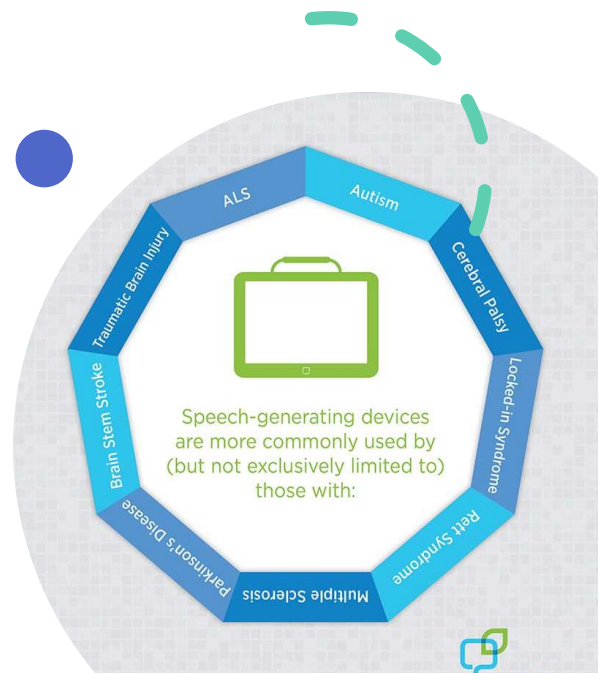 ALS
Autism
Cerebral Palsy
Locked-in Syndrome
Rett Syndrome
Multiple Sclerosis
Parkinson's Disease
Brain Stem Stroke
Traumatic Brain Injury
Speech-generating devices
are more commonly used by
(but not exclusively limited to)
those with: